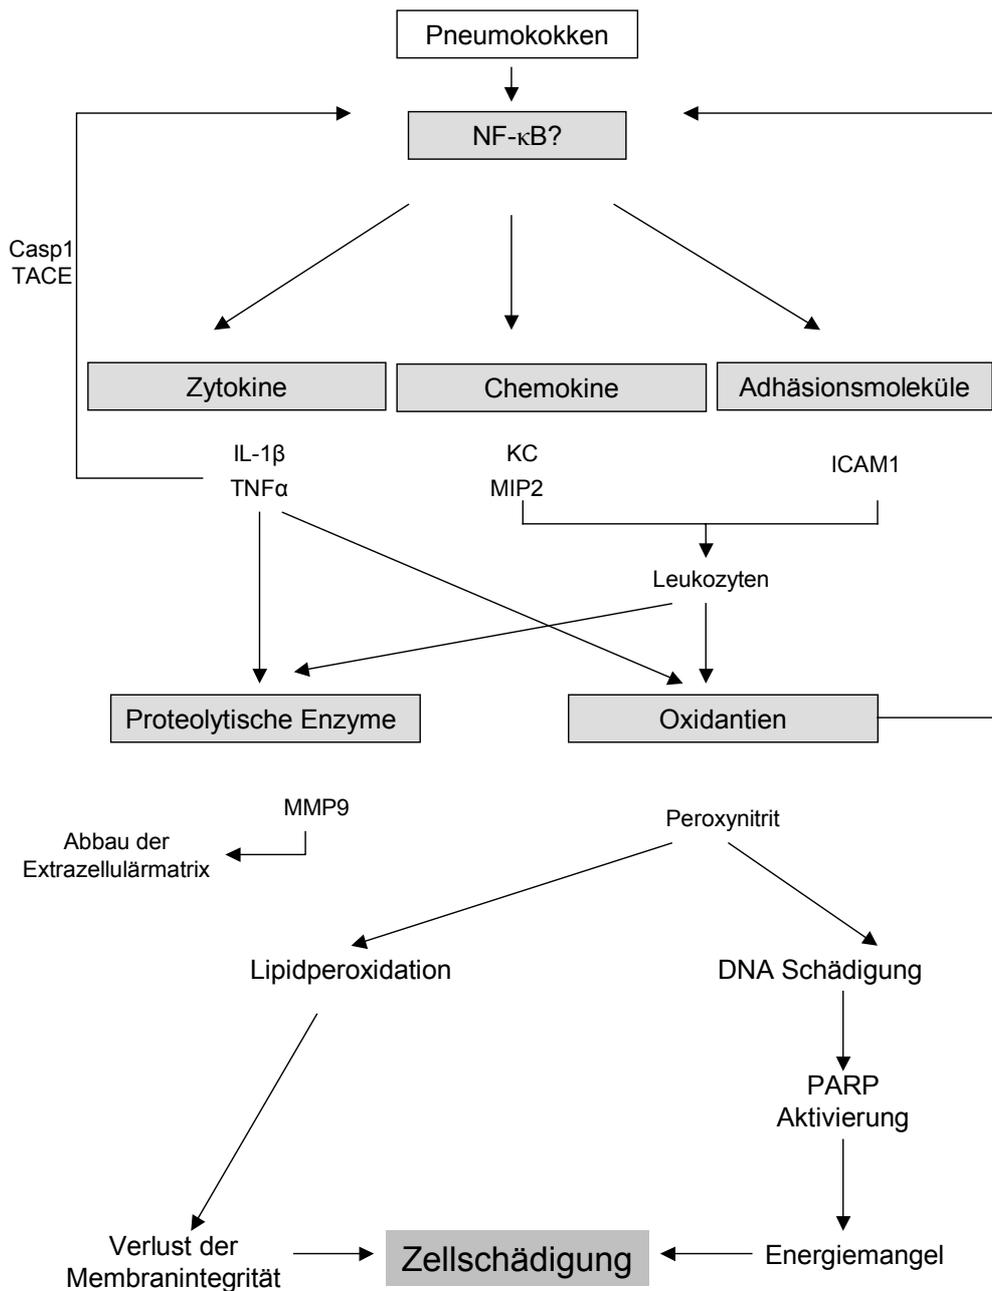 Pneumokokken
NF-κB?
Casp1
TACE
Zytokine
Chemokine
Adhäsionsmoleküle
IL-1β
TNFα
KC
MIP2
ICAM1
Leukozyten
Proteolytische Enzyme
Oxidantien
MMP9
Abbau der
Extrazellulärmatrix
Peroxynitrit
Lipidperoxidation
DNA Schädigung
PARP
Aktivierung
Verlust der
Membranintegrität
Zellschädigung
Energiemangel